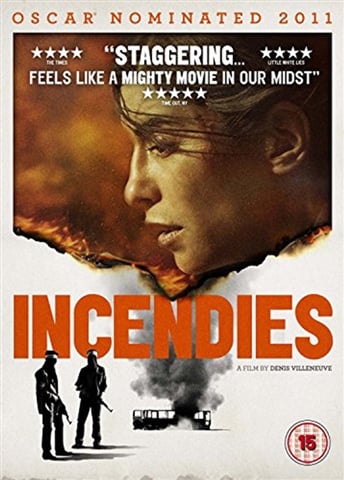 OSCAR® NOMINATED 2011
★★★★
THE TIMES
"STAGGERING...
★★★★
LITTLE WHITE LIES
FEELS LIKE A MIGHTY MOVIE IN OUR MIDST"
★★★★★
TIME OUT, NY
INCENDIES
A FILM BY DENIS VILLENEUVE
15